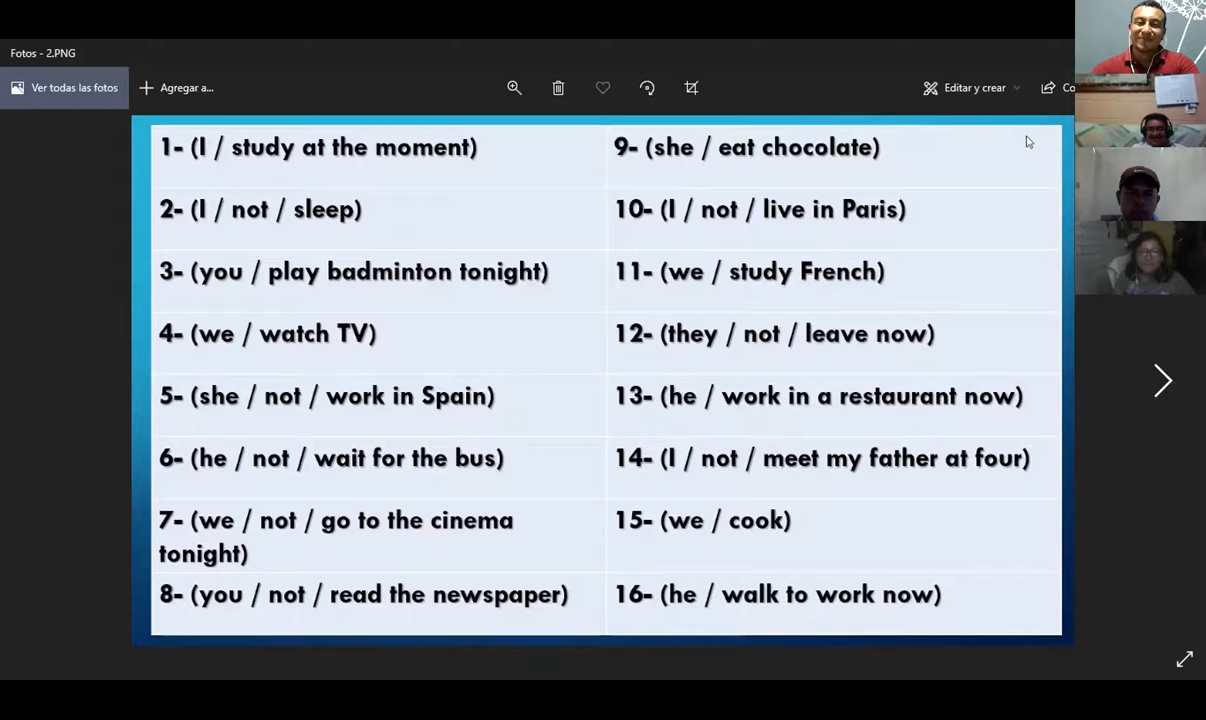 Fotos - 2.PNG
Ver todas las fotos
Agregar a...
Editar y crear
Co
1- (I / study at the moment)
2- (I / not / sleep)
3- (you / play badminton tonight)
4- (we / watch TV)
5- (she / not / work in Spain)
6- (he / not / wait for the bus)
7- (we / not / go to the cinema
tonight)
8- (you / not / read the newspaper)
9- (she / eat chocolate)
10- (I / not / live in Paris)
11- (we / study French)
12- (they / not / leave now)
13- (he / work in a restaurant now)
14- (I / not / meet my father at four)
15- (we / cook)
16- (he / walk to work now)